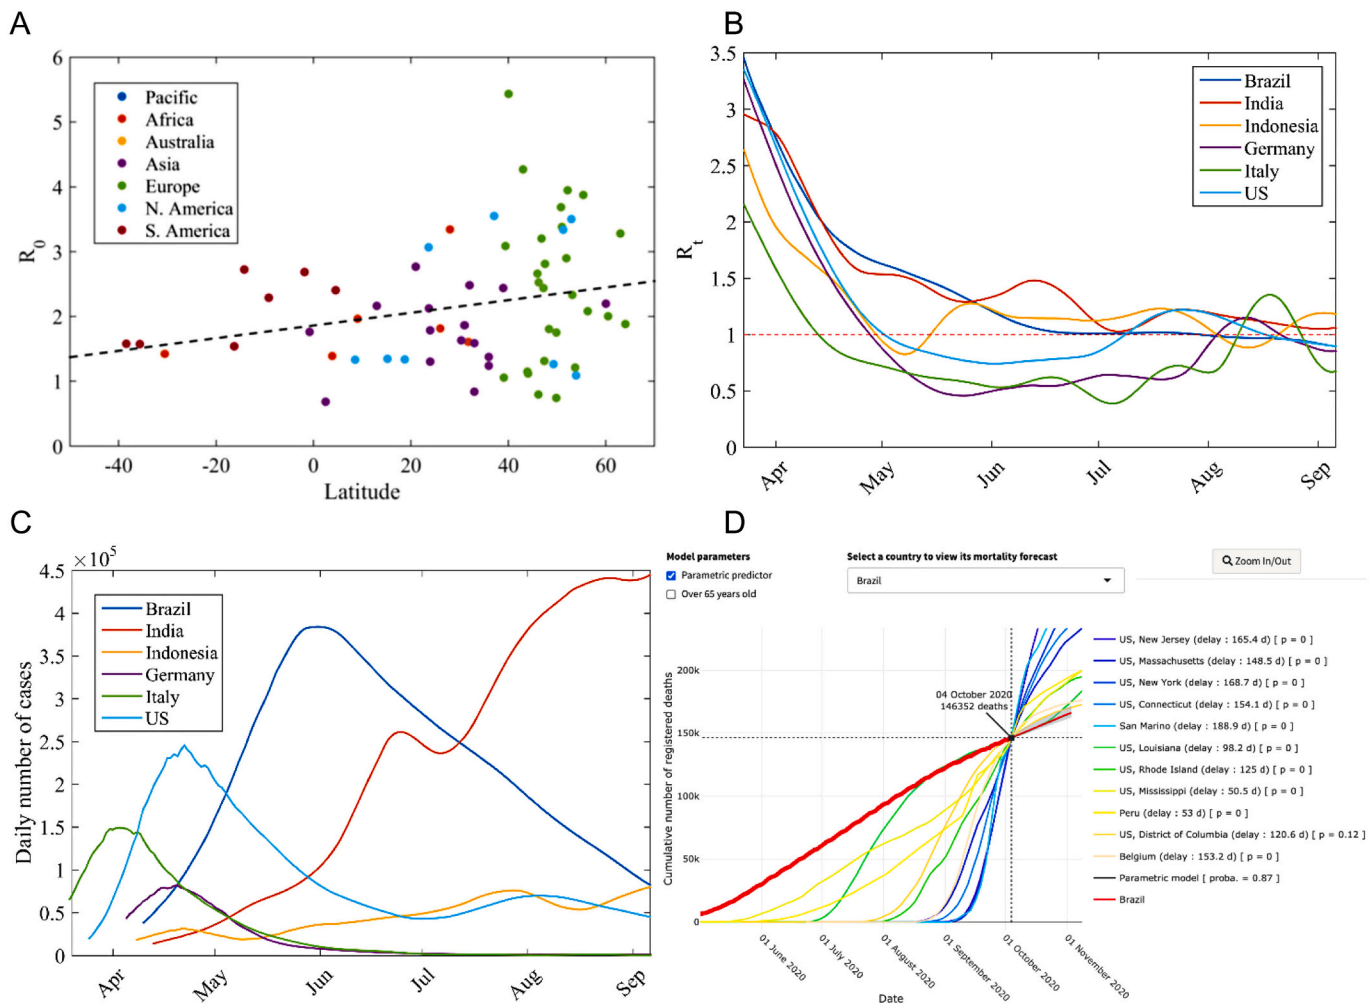 A
6
5
4
3
2
1
0
R0
Pacific
Africa
Australia
Asia
Europe
N. America
S. America
-40
-20
0
20
40
60
Latitude
B
3.5
3
2.5
2
1.5
1
0.5
0
Rt
Brazil
India
Indonesia
Germany
Italy
US
Apr
May
Jun
Jul
Aug
Sep
C
×10^5
4.5
4
3.5
3
2.5
2
1.5
1
0.5
0
Daily number of cases
Brazil
India
Indonesia
Germany
Italy
US
Apr
May
Jun
Jul
Aug
Sep
D
Model parameters
Parametric predictor
Over 65 years old
Select a country to view its mortality forecast
Brazil
Zoom In/Out
200k
150k
100k
50k
0
Cumulative number of registered deaths
04 October 2020
146352 deaths
01 June 2020
01 July 2020
01 August 2020
01 September 2020
01 October 2020
01 November 2020
Date
US, New Jersey (delay : 165.4 d) [ p = 0 ]
US, Massachusetts (delay : 148.5 d) [ p = 0 ]
US, New York (delay : 168.7 d) [ p = 0 ]
US, Connecticut (delay : 154.1 d) [ p = 0 ]
San Marino (delay : 188.9 d) [ p = 0 ]
US, Louisiana (delay : 98.2 d) [ p = 0 ]
US, Rhode Island (delay : 125 d) [ p = 0 ]
US, Mississippi (delay : 50.5 d) [ p = 0 ]
Peru (delay : 53 d) [ p = 0 ]
US, District of Columbia (delay : 120.6 d) [ p = 0.12 ]
Belgium (delay : 153.2 d) [ p = 0 ]
Parametric model [ proba. = 0.87 ]
Brazil